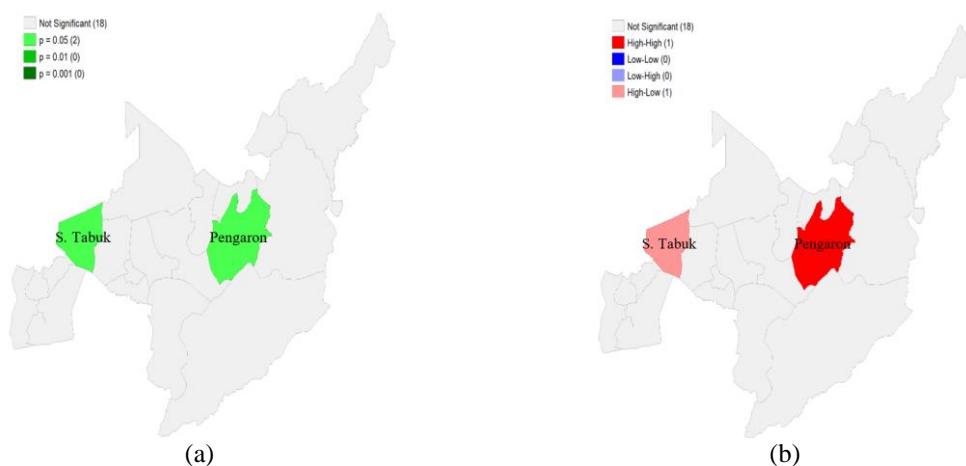 Not Significant (18)
p = 0.05 (2)
p = 0.01 (0)
p = 0.001 (0)
S. Tabuk
Pengaron
(a)
Not Significant (18)
High-High (1)
Low-Low (0)
Low-High (0)
High-Low (1)
S. Tabuk
Pengaron
(b)